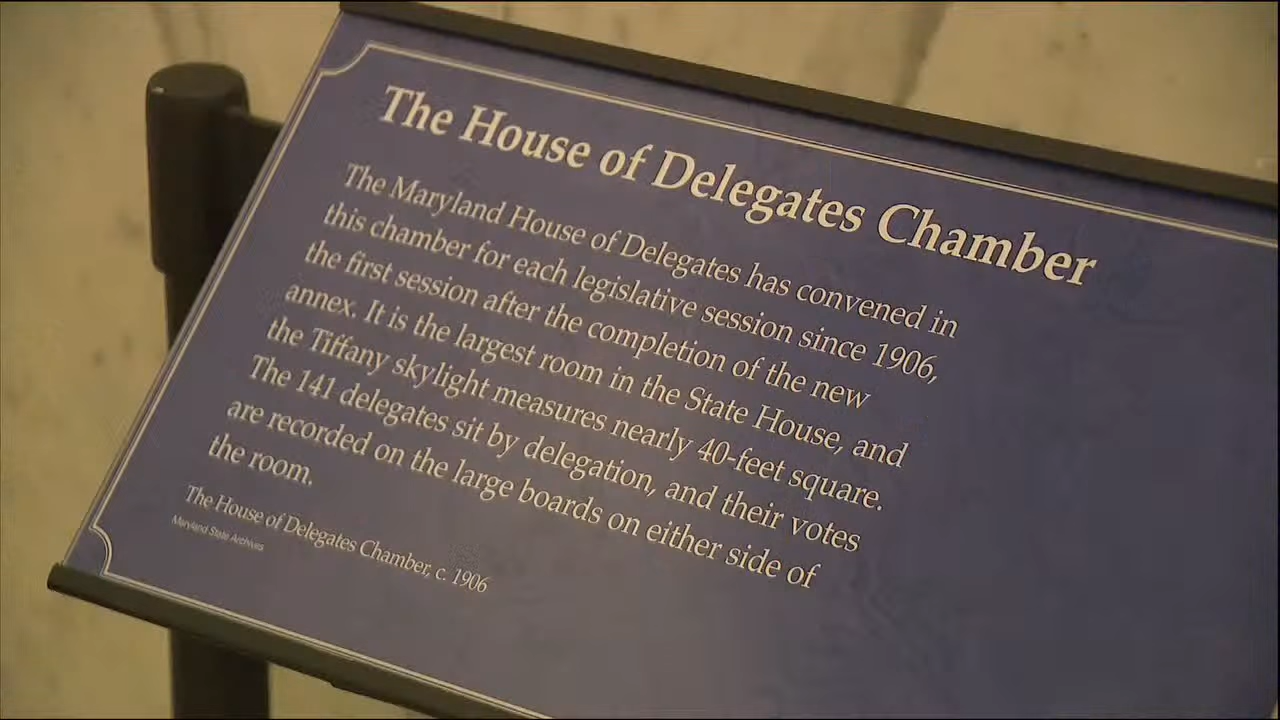 The House of Delegates Chamber
The Maryland House of Delegates has convened in
this chamber for each legislative session since 1906,
the first session after the completion of the new
annex. It is the largest room in the State House, and
the Tiffany skylight measures nearly 40-feet square.
The 141 delegates sit by delegation, and their votes
are recorded on the large boards on either side of
the room.
The House of Delegates Chamber, c. 1906
Maryland State Archives